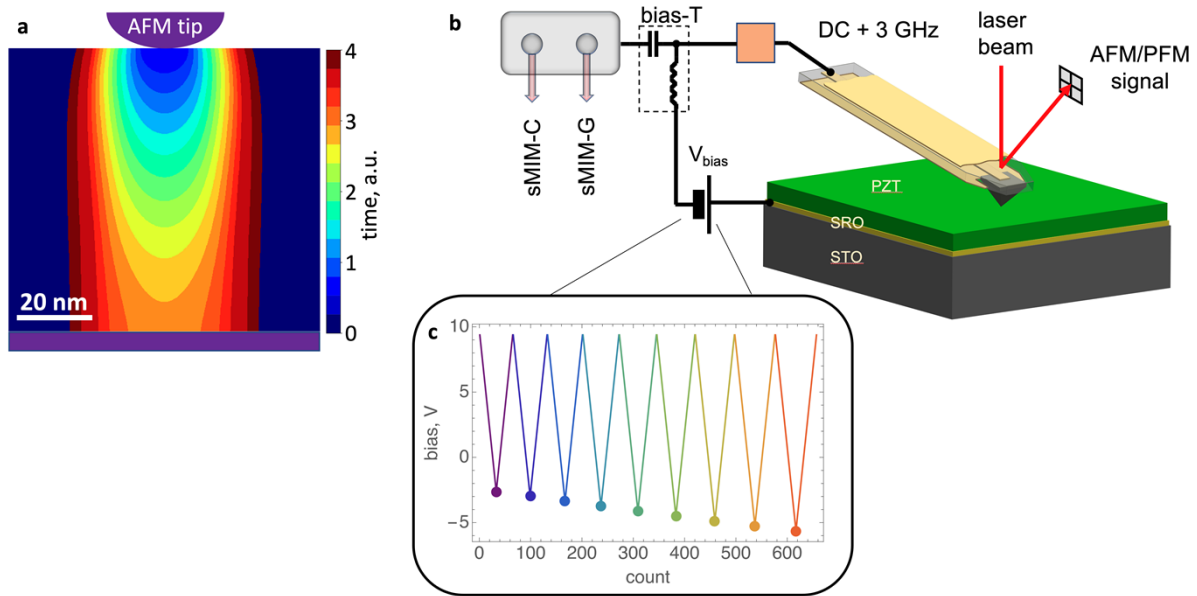 a
AFM tip
4
3
2
1
0
time, a.u.
20 nm
b
bias-T
DC + 3 GHz
laser
beam
AFM/PFM
signal
sMIM-C
sMIM-G
V_bias
PZT
SRO
STO
c
10
5
0
−5
bias, V
0 100 200 300 400 500 600
count